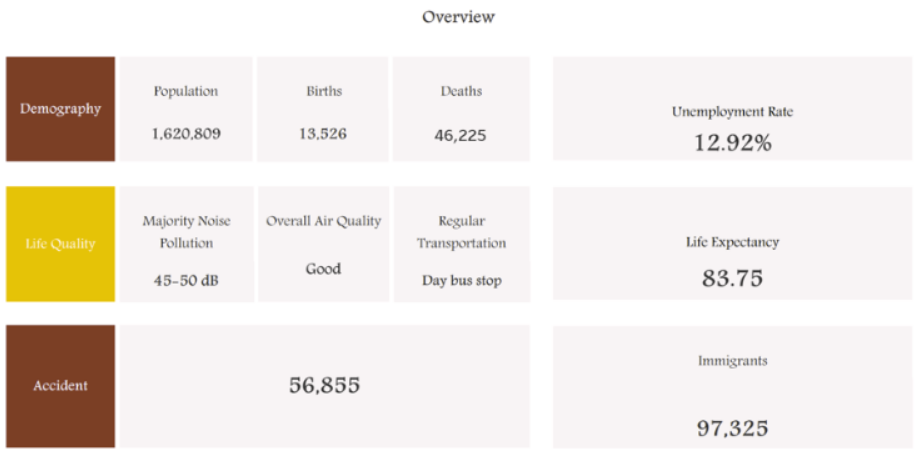 Overview
Demography
Population
1,620,809
Births
13,526
Deaths
46,225
Unemployment Rate
12.92%
Life Quality
Majority Noise
Pollution
45-50 dB
Overall Air Quality
Good
Regular
Transportation
Day bus stop
Life Expectancy
83.75
Accident
56,855
Immigrants
97,325